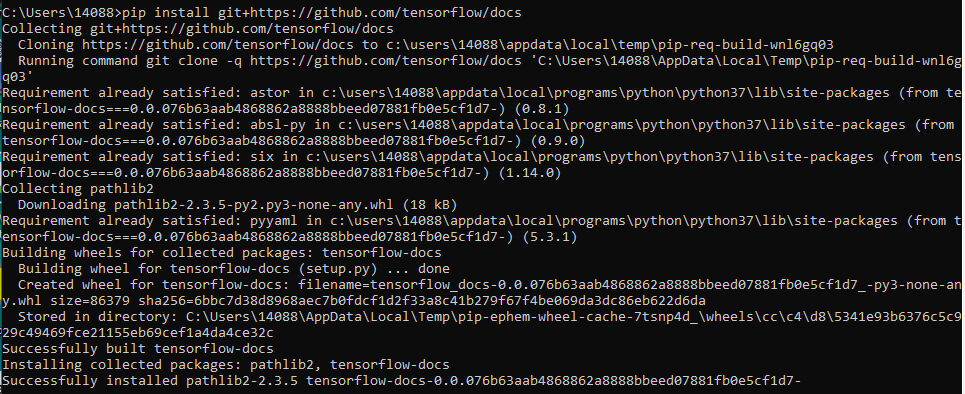 C:\Users\14088>pip install git+https://github.com/tensorflow/docs
Collecting git+https://github.com/tensorflow/docs
  Cloning https://github.com/tensorflow/docs to c:\users\14088\appdata\local\temp\pip-req-build-wnl6gq03
  Running command git clone -q https://github.com/tensorflow/docs 'C:\Users\14088\AppData\Local\Temp\pip-req-build-wnl6g
q03'
Requirement already satisfied: astor in c:\users\14088\appdata\local\programs\python\python37\lib\site-packages (from te
nsorflow-docs===0.0.076b63aab4868862a8888bbeed07881fb0e5cf1d7-) (0.8.1)
Requirement already satisfied: absl-py in c:\users\14088\appdata\local\programs\python\python37\lib\site-packages (from
tensorflow-docs===0.0.076b63aab4868862a8888bbeed07881fb0e5cf1d7-) (0.9.0)
Requirement already satisfied: six in c:\users\14088\appdata\local\programs\python\python37\lib\site-packages (from tens
orflow-docs===0.0.076b63aab4868862a8888bbeed07881fb0e5cf1d7-) (1.14.0)
Collecting pathlib2
  Downloading pathlib2-2.3.5-py2.py3-none-any.whl (18 kB)
Requirement already satisfied: pyyaml in c:\users\14088\appdata\local\programs\python\python37\lib\site-packages (from t
ensorflow-docs===0.0.076b63aab4868862a8888bbeed07881fb0e5cf1d7-) (5.3.1)
Building wheels for collected packages: tensorflow-docs
  Building wheel for tensorflow-docs (setup.py) ... done
  Created wheel for tensorflow-docs: filename=tensorflow_docs-0.0.076b63aab4868862a8888bbeed07881fb0e5cf1d7_-py3-none-an
y.whl size=86379 sha256=6bbc7d38d8968aec7b0fdcf1d2f33a8c41b279f67f4be069da3dc86eb622d6da
  Stored in directory: C:\Users\14088\AppData\Local\Temp\pip-ephem-wheel-cache-7tsnp4d_\wheels\cc\c4\d8\5341e93b6376c5c9
29c49469fce21155eb69cef1a4da4ce32c
Successfully built tensorflow-docs
Installing collected packages: pathlib2, tensorflow-docs
Successfully installed pathlib2-2.3.5 tensorflow-docs-0.0.076b63aab4868862a8888bbeed07881fb0e5cf1d7-